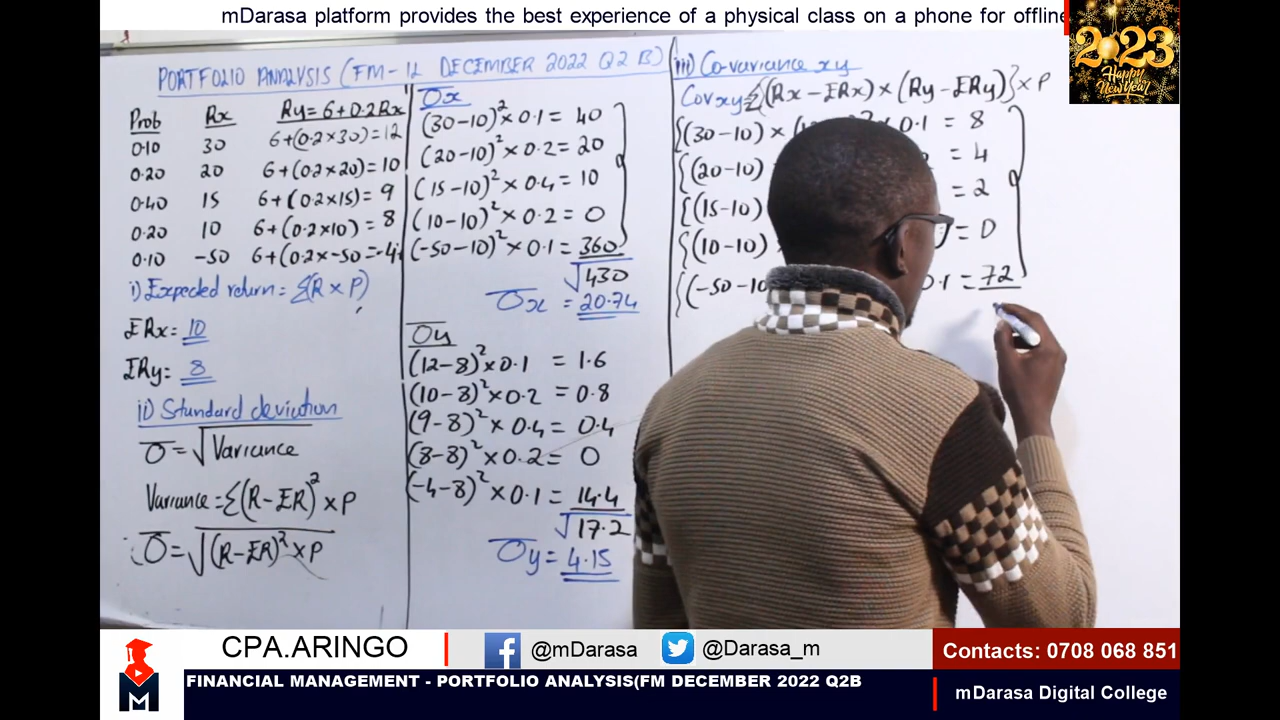 mDarasa platform provides the best experience of a physical class on a phone for offline
2023
Happy
New Year
PORTFOLIO ANALYSIS (FM-12 DECEMBER 2022 Q2 B)
Prob Rx Ry = 6+0.2Rx
0.10 30 6+(0.2×30)=12
0.20 20 6+(0.2×20)=10
0.40 15 6+(0.2×15)=9
0.20 10 6+(0.2×10)=8
0.10 -50 6+(0.2×-50=-4
i) Expected return = Σ(R×P)
ERx= 10
ERy= 8
ii) Standard deviation
σ=√Variance
Variance=Σ(R-ER)²×P
∴σ=√(R-ER)²×P
σx
(30-10)²×0.1= 40
(20-10)²×0.2=20
(15-10)²×0.4=10
(10-10)²×0.2=0
(-50-10)²×0.1=360
√430
σx = 20.74
σy
(12-8)²×0.1 = 1.6
(10-8)²×0.2 = 0.8
(9-8)²×0.4= 0.4
(8-8)²×0.2= 0
(-4-8)²×0.1= 14.4
√17.2
σy= 4.15
iii) Co-variance xy
Cov xy=Σ{(Rx-ERx)×(Ry-ERy)}×P
{(30-10)× 0.1 = 8
{(20-10) = 4
{(15-10) = 2
{(10-10) = 0
{(-50-10 0.1 =72
CPA.ARINGO
@mDarasa
@Darasa_m
Contacts: 0708 068 851
M
FINANCIAL MANAGEMENT - PORTFOLIO ANALYSIS(FM DECEMBER 2022 Q2B
mDarasa Digital College